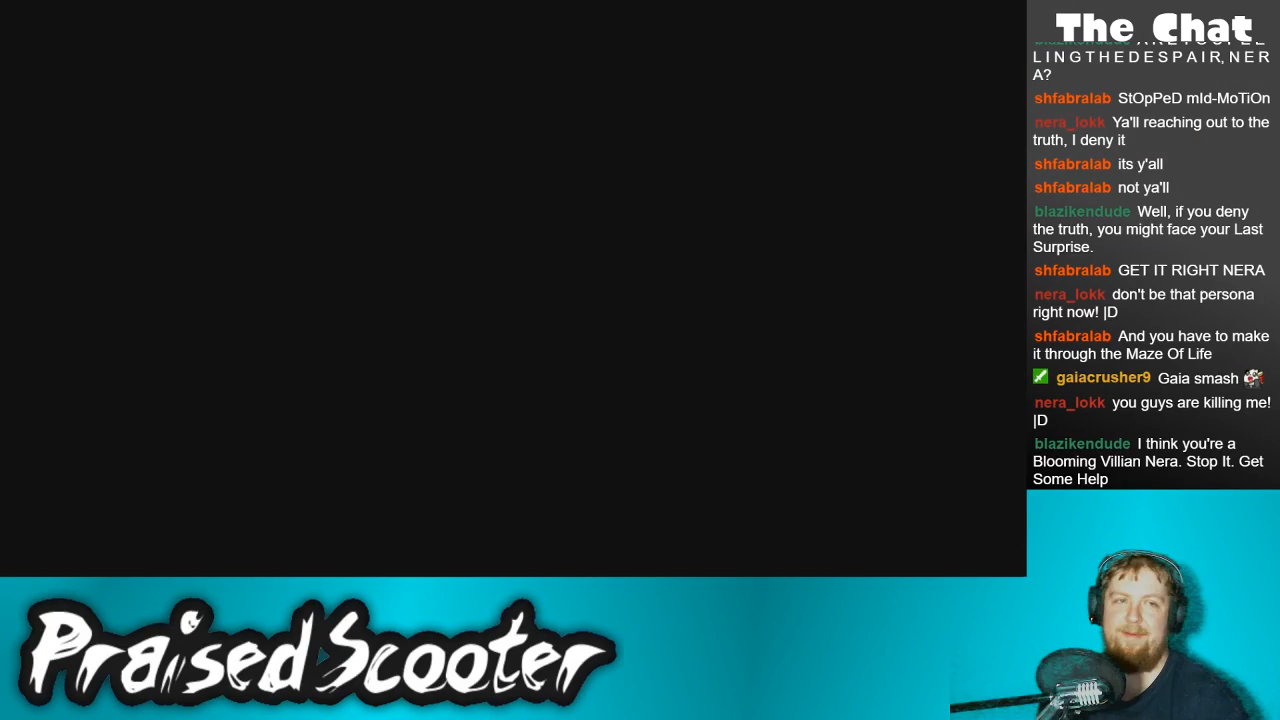 The Chat
L I N G T H E D E S P A I R, N E R
A?
shfabralab StOpPeD mId-MoTiOn
nera_lokk Ya'll reaching out to the
truth, I deny it
shfabralab its y'all
shfabralab not ya'll
blazikendude Well, if you deny
the truth, you might face your Last
Surprise.
shfabralab GET IT RIGHT NERA
nera_lokk don't be that persona
right now! |D
shfabralab And you have to make
it through the Maze Of Life
gaiacrusher9 Gaia smash
nera_lokk you guys are killing me!
|D
blazikendude I think you're a
Blooming Villian Nera. Stop It. Get
Some Help
PraisedScooter